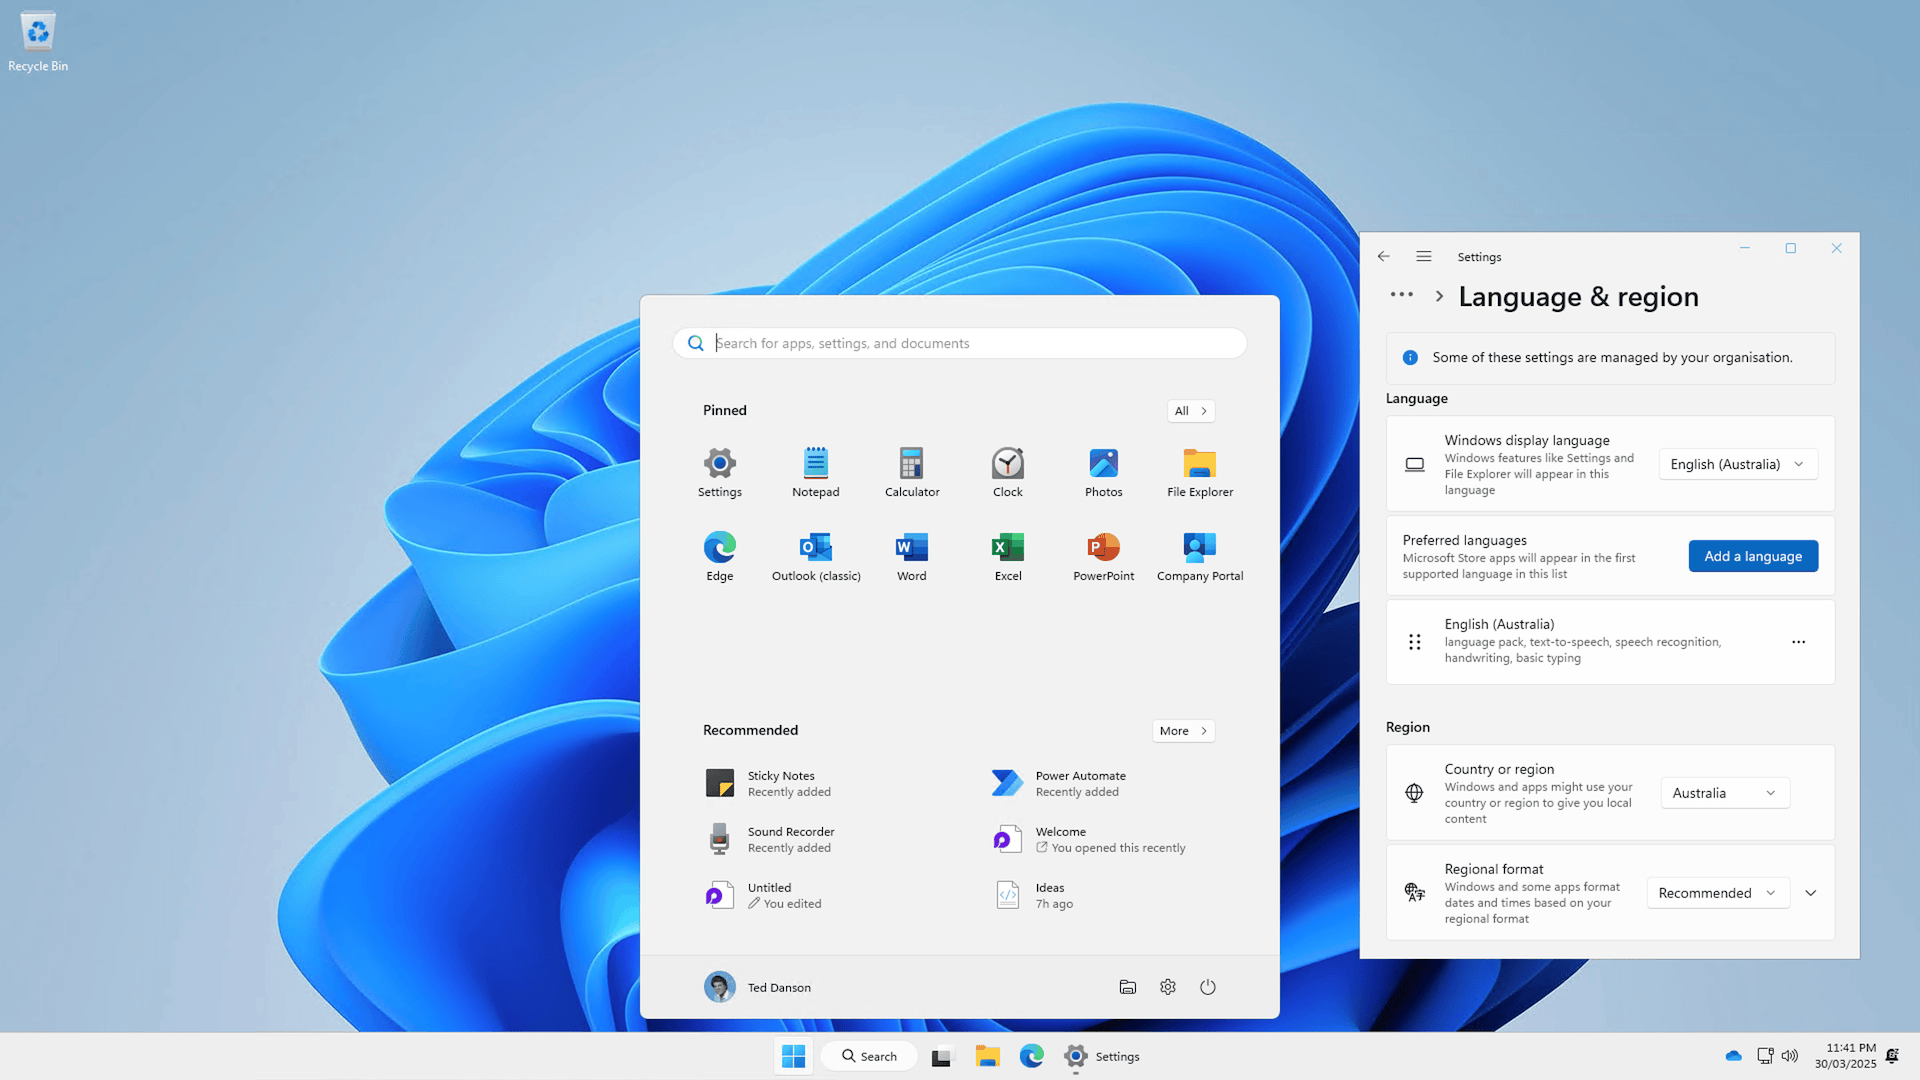 Recycle Bin
Search for apps, settings, and documents
Pinned
All
Settings
Notepad
Calculator
Clock
Photos
File Explorer
Edge
Outlook (classic)
Word
Excel
PowerPoint
Company Portal
Recommended
More
Sticky Notes
Recently added
Power Automate
Recently added
Sound Recorder
Recently added
Welcome
You opened this recently
Untitled
You edited
Ideas
7h ago
Ted Danson
Settings
Language & region
Some of these settings are managed by your organisation.
Language
Windows display language
Windows features like Settings and
File Explorer will appear in this
language
English (Australia)
Preferred languages
Microsoft Store apps will appear in the first
supported language in this list
Add a language
English (Australia)
language pack, text-to-speech, speech recognition,
handwriting, basic typing
Region
Country or region
Windows and apps might use your
country or region to give you local
content
Australia
Regional format
Windows and some apps format
dates and times based on your
regional format
Recommended
Search
Settings
11:41 PM
30/03/2025